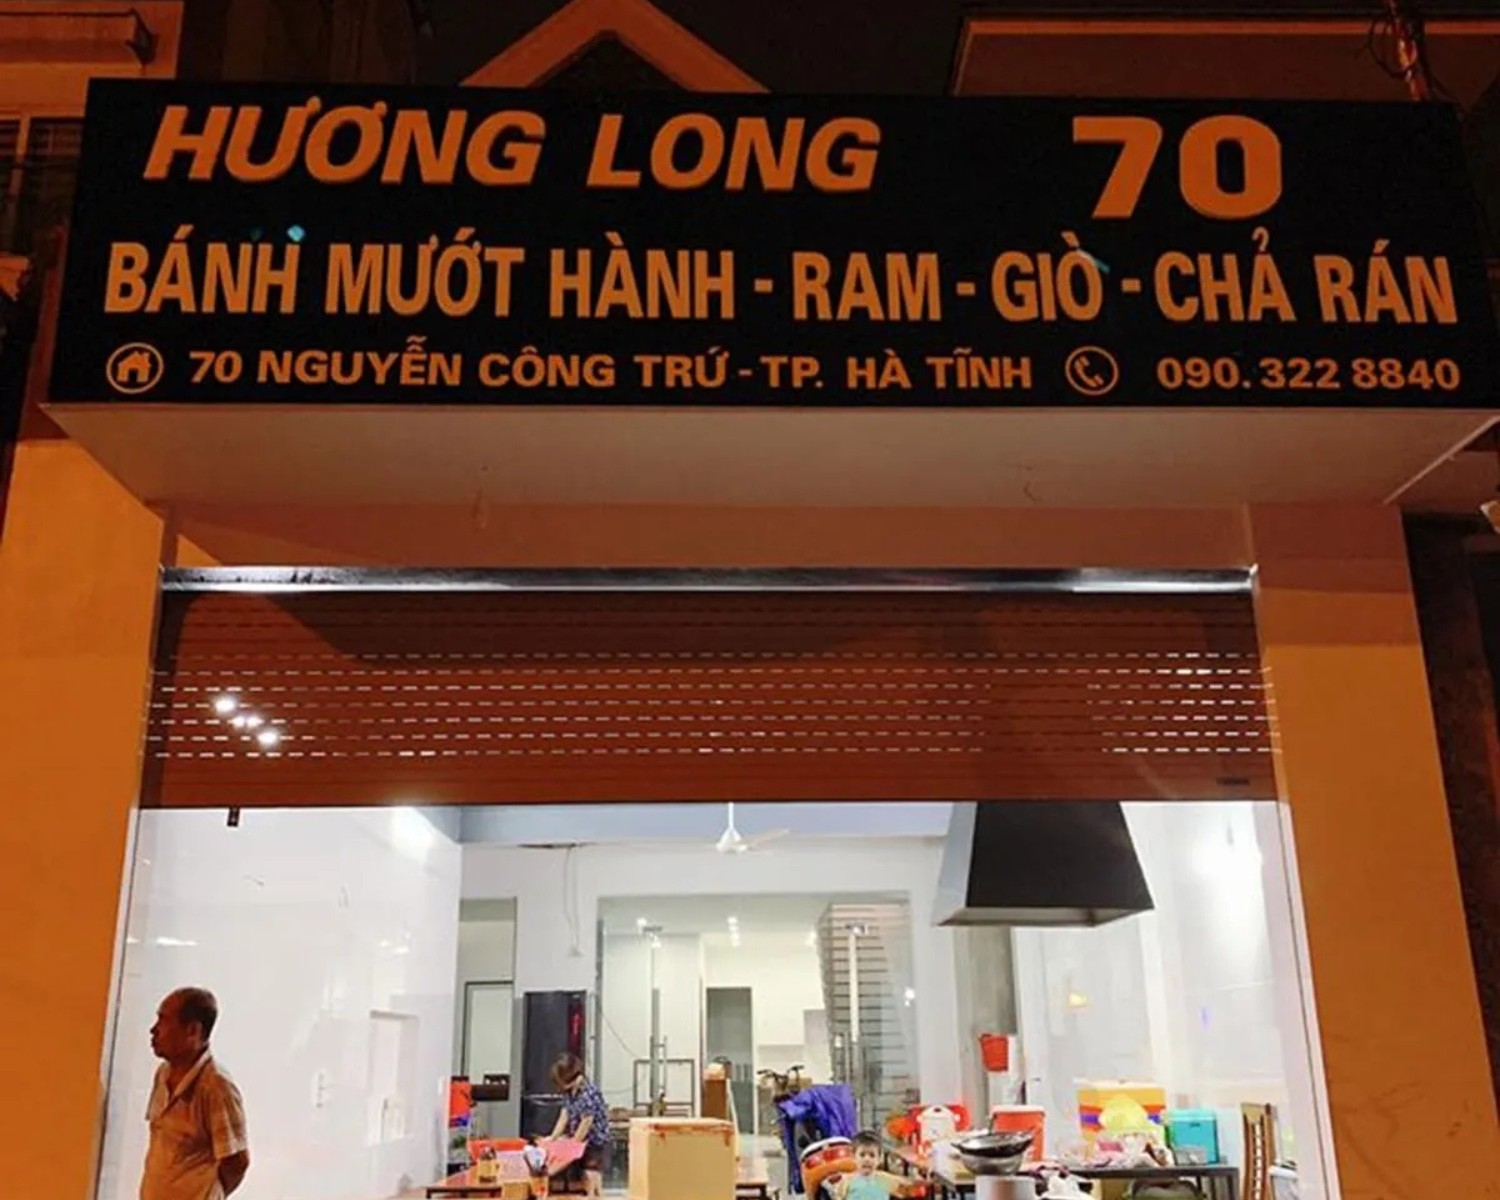 HƯƠNG LONG 70
BÁNH MƯỚT HÀNH - RAM - GIÒ - CHẢ RÁN
70 NGUYỄN CÔNG TRỨ - TP. HÀ TĨNH 090. 322 8840